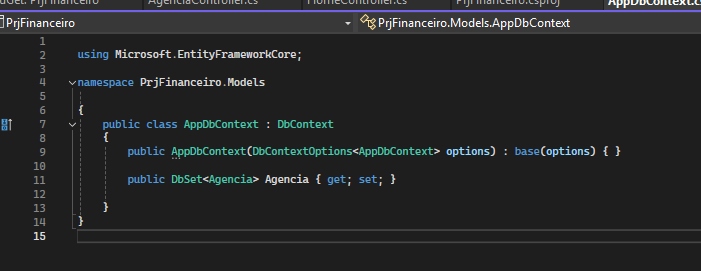 PrjFinanceiro AgenciaController.cs HomeController.cs PrjFinanceiro.csproj AppDbContext.cs
PrjFinanceiro PrjFinanceiro.Models.AppDbContext
1
2 using Microsoft.EntityFrameworkCore;
3
4 namespace PrjFinanceiro.Models
5
6 {
7 public class AppDbContext : DbContext
8 {
9 public AppDbContext(DbContextOptions<AppDbContext> options) : base(options) { }
10
11 public DbSet<Agencia> Agencia { get; set; }
12
13 }
14 }
15